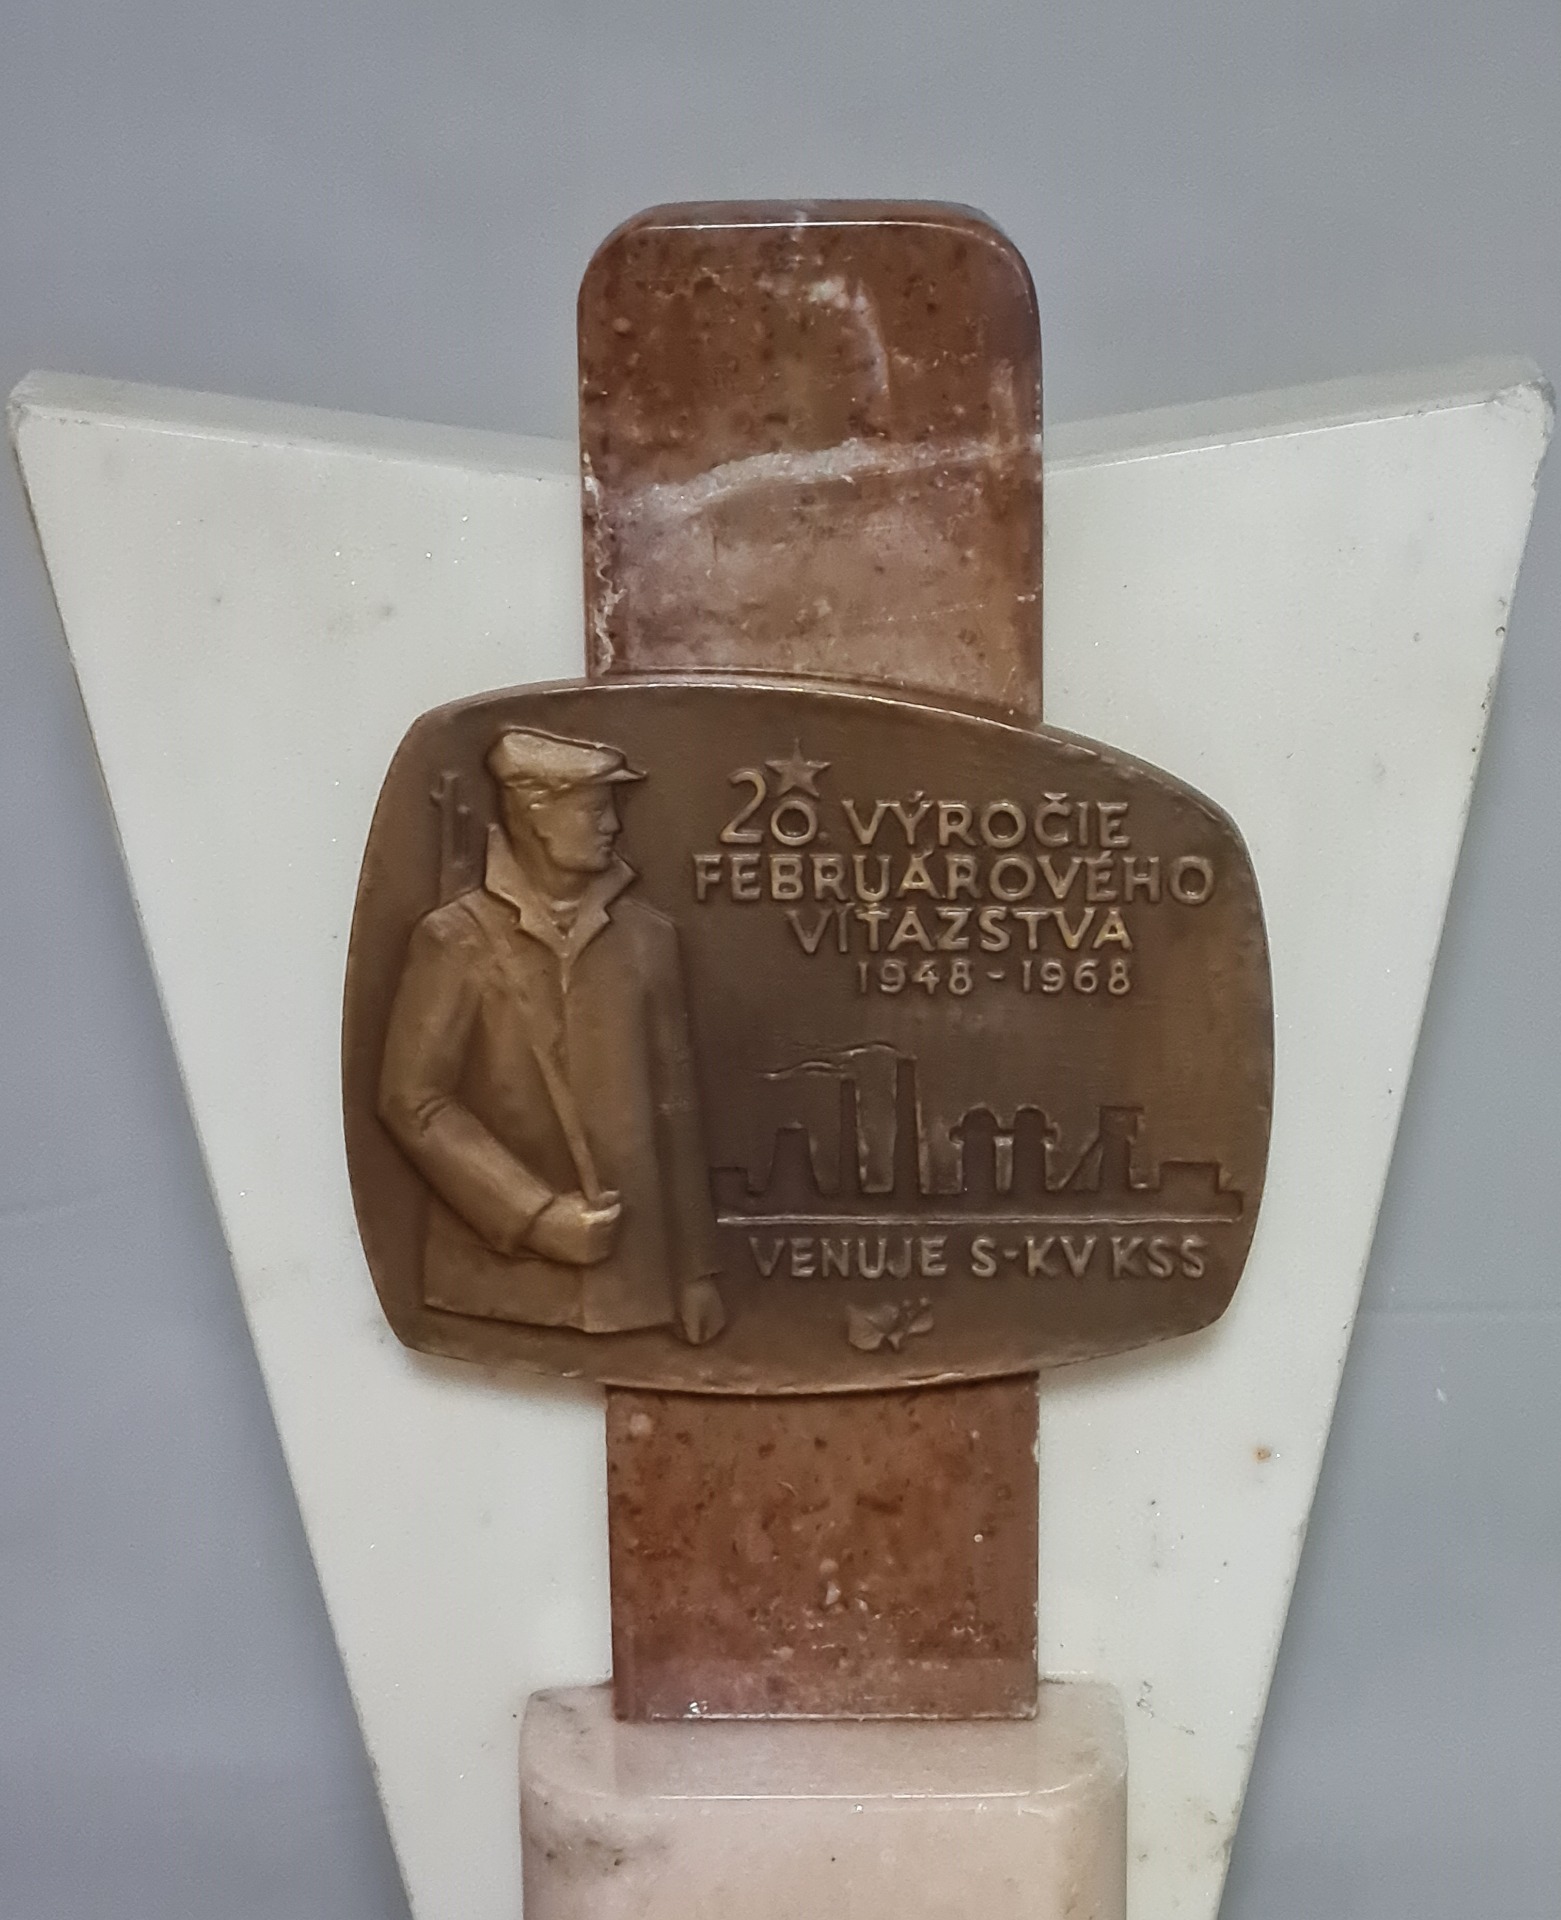 20. VÝROČIE
FEBRUÁROVÉHO
VÍŤAZSTVA
1948-1968
VENUJE S-KV KSS